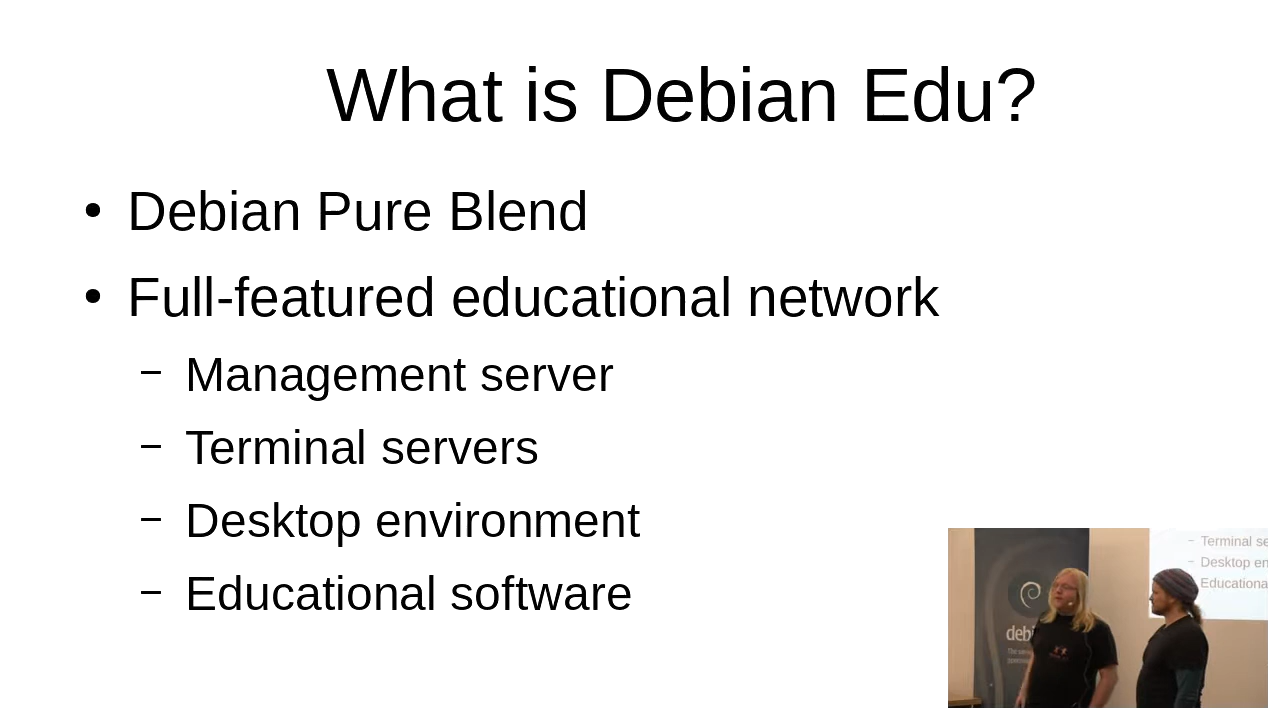 What is Debian Edu?
• Debian Pure Blend
• Full-featured educational network
– Management server
– Terminal servers
– Desktop environment
– Educational software
– Terminal se
– Desktop en
Educationa
debi